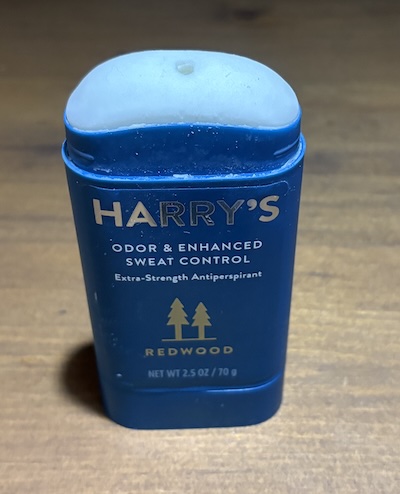 HARRY'S
ODOR & ENHANCED
SWEAT CONTROL
Extra-Strength Antiperspirant
REDWOOD
NET WT 2.5 OZ / 70 g